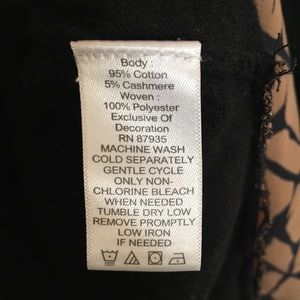 Body :
95% Cotton
5% Cashmere
Woven :
100% Polyester
Exclusive Of
Decoration
RN 87935
MACHINE WASH
COLD SEPARATELY
GENTLE CYCLE
ONLY NON-
CHLORINE BLEACH
WHEN NEEDED
TUMBLE DRY LOW
REMOVE PROMPTLY
LOW IRON
IF NEEDED